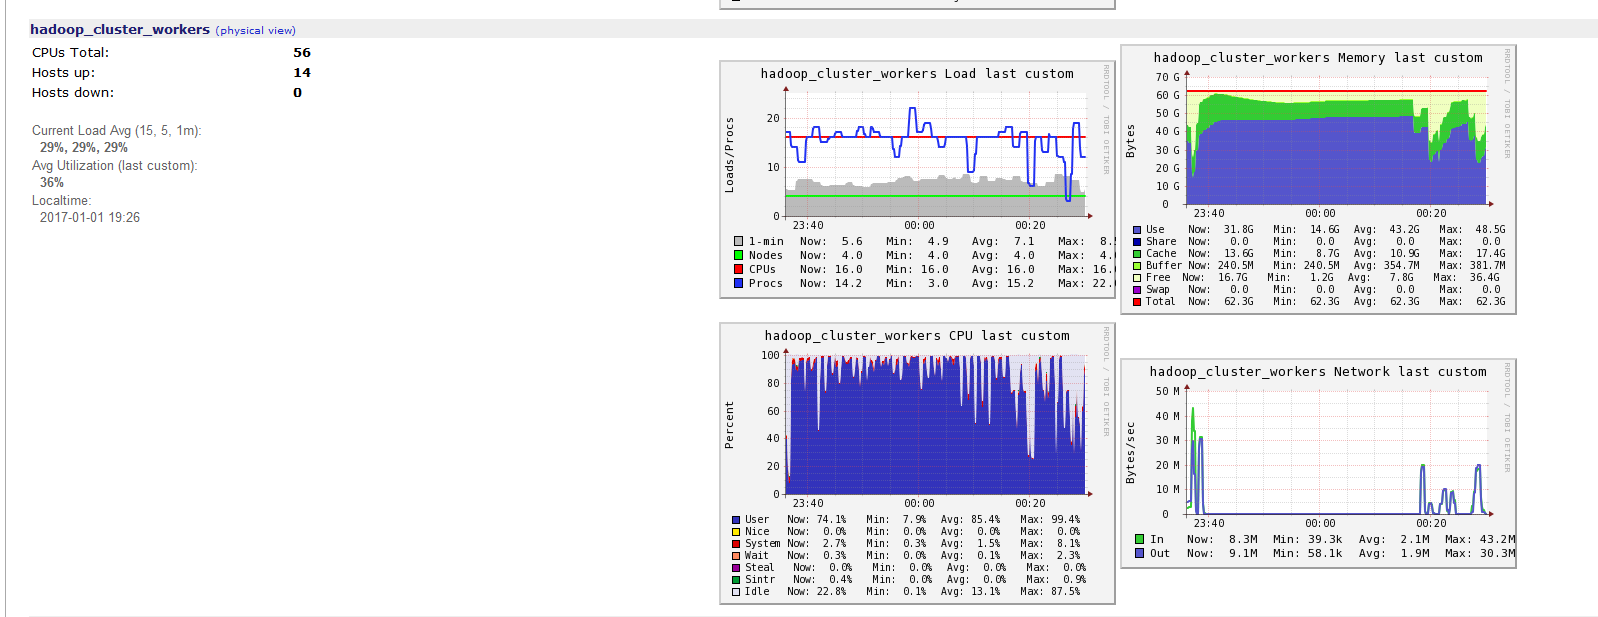 hadoop_cluster_workers (physical view)
CPUs Total: 56
Hosts up: 14
Hosts down: 0
Current Load Avg (15, 5, 1m):
29%, 29%, 29%
Avg Utilization (last custom):
36%
Localtime:
2017-01-01 19:26
hadoop_cluster_workers Load last custom
RRDTOOL / TOBI OETIKER
Loads/Procs
20
10
0
23:40 00:00 00:20
1-min Now: 5.6 Min: 4.9 Avg: 7.1 Max: 8.
Nodes Now: 4.0 Min: 4.0 Avg: 4.0 Max: 4.
CPUs Now: 16.0 Min: 16.0 Avg: 16.0 Max: 16.
Procs Now: 14.2 Min: 3.0 Avg: 15.2 Max: 22.
hadoop_cluster_workers Memory last custom
RRDTOOL / TOBI OETIKER
Bytes
70 G
60 G
50 G
40 G
30 G
20 G
10 G
0
23:40 00:00 00:20
Use Now: 31.8G Min: 14.6G Avg: 43.2G Max: 48.5G
Share Now: 0.0 Min: 0.0 Avg: 0.0 Max: 0.0
Cache Now: 13.6G Min: 8.7G Avg: 10.9G Max: 17.4G
Buffer Now: 240.5M Min: 240.5M Avg: 354.7M Max: 381.7M
Free Now: 16.7G Min: 1.2G Avg: 7.8G Max: 36.4G
Swap Now: 0.0 Min: 0.0 Avg: 0.0 Max: 0.0
Total Now: 62.3G Min: 62.3G Avg: 62.3G Max: 62.3G
hadoop_cluster_workers CPU last custom
RRDTOOL / TOBI OETIKER
Percent
100
80
60
40
20
0
23:40 00:00 00:20
User Now: 74.1% Min: 7.9% Avg: 85.4% Max: 99.4%
Nice Now: 0.0% Min: 0.0% Avg: 0.0% Max: 0.0%
System Now: 2.7% Min: 0.3% Avg: 1.5% Max: 8.1%
Wait Now: 0.3% Min: 0.0% Avg: 0.1% Max: 2.3%
Steal Now: 0.0% Min: 0.0% Avg: 0.0% Max: 0.0%
Sintr Now: 0.4% Min: 0.0% Avg: 0.0% Max: 0.9%
Idle Now: 22.8% Min: 0.1% Avg: 13.1% Max: 87.5%
hadoop_cluster_workers Network last custom
RRDTOOL / TOBI OETIKER
Bytes/sec
50 M
40 M
30 M
20 M
10 M
0
23:40 00:00 00:20
In Now: 8.3M Min: 39.3k Avg: 2.1M Max: 43.2M
Out Now: 9.1M Min: 58.1k Avg: 1.9M Max: 30.3M